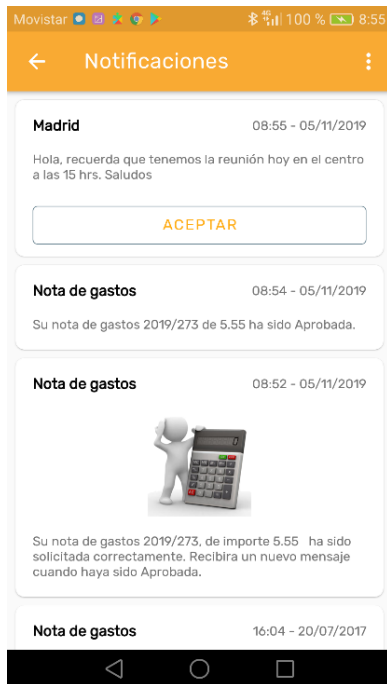 Movistar 4G 100 % 8:55
Notificaciones
Madrid 08:55 - 05/11/2019
Hola, recuerda que tenemos la reunión hoy en el centro
a las 15 hrs. Saludos
ACEPTAR
Nota de gastos 08:54 - 05/11/2019
Su nota de gastos 2019/273 de 5.55 ha sido Aprobada.
Nota de gastos 08:52 - 05/11/2019
0
Su nota de gastos 2019/273, de importe 5.55 ha sido
solicitada correctamente. Recibira un nuevo mensaje
cuando haya sido Aprobada.
Nota de gastos 16:04 - 20/07/2017